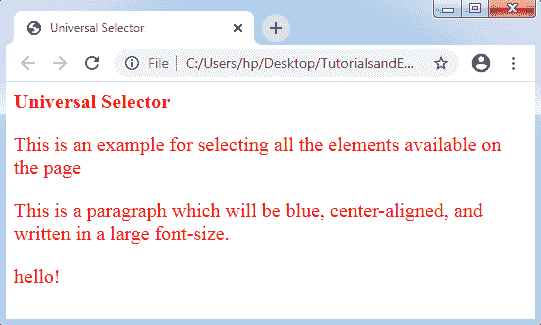 Universal Selector
File
C:/Users/hp/Desktop/TutorialsandE...
Universal Selector
This is an example for selecting all the elements available on
the page
This is a paragraph which will be blue, center-aligned, and
written in a large font-size.
hello!